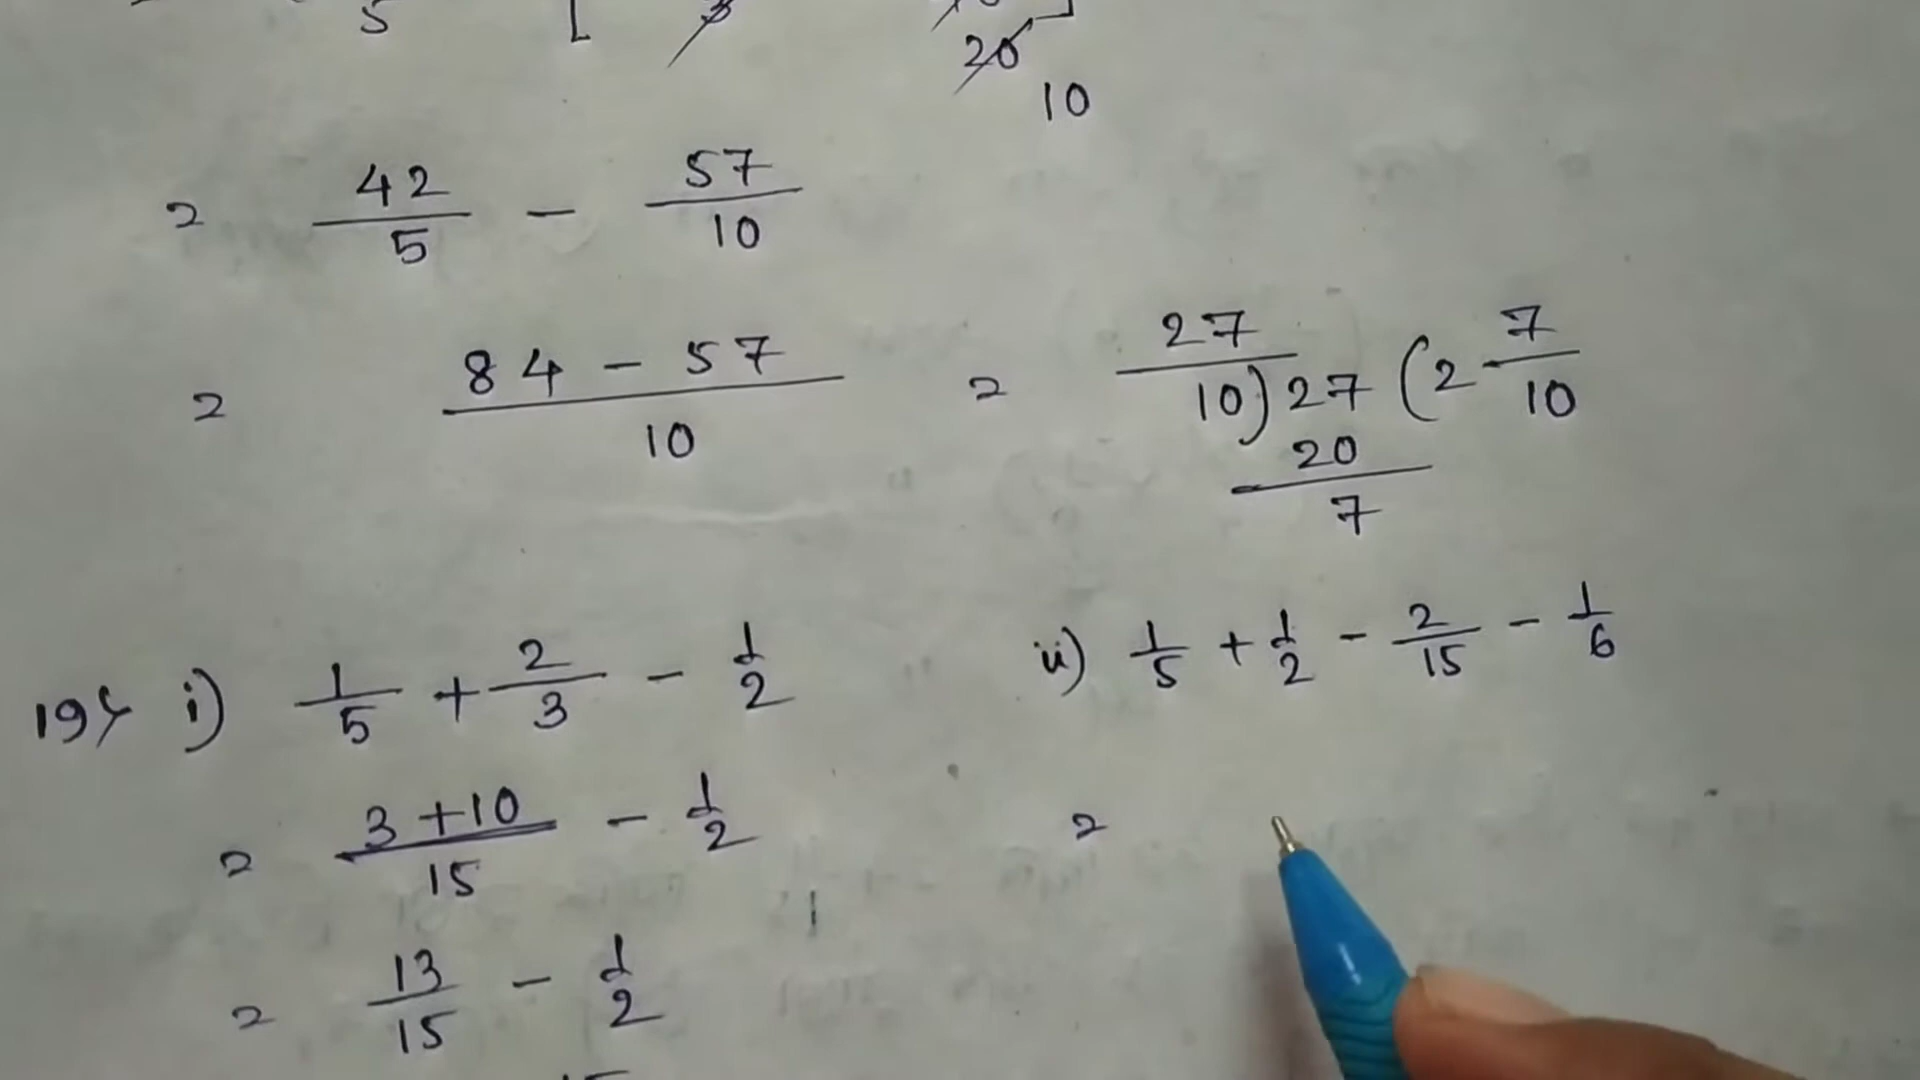 5 [ 3 20 ]
10
= 42/5 - 57/10
= 84 - 57/10 = 27/10) 27 (2 7/10
20
7
19) i) 1/5 + 2/3 - 1/2 ii) 1/5 + 1/2 - 2/15 - 1/6
= 3 + 10/15 - 1/2 =
= 13/15 - 1/2